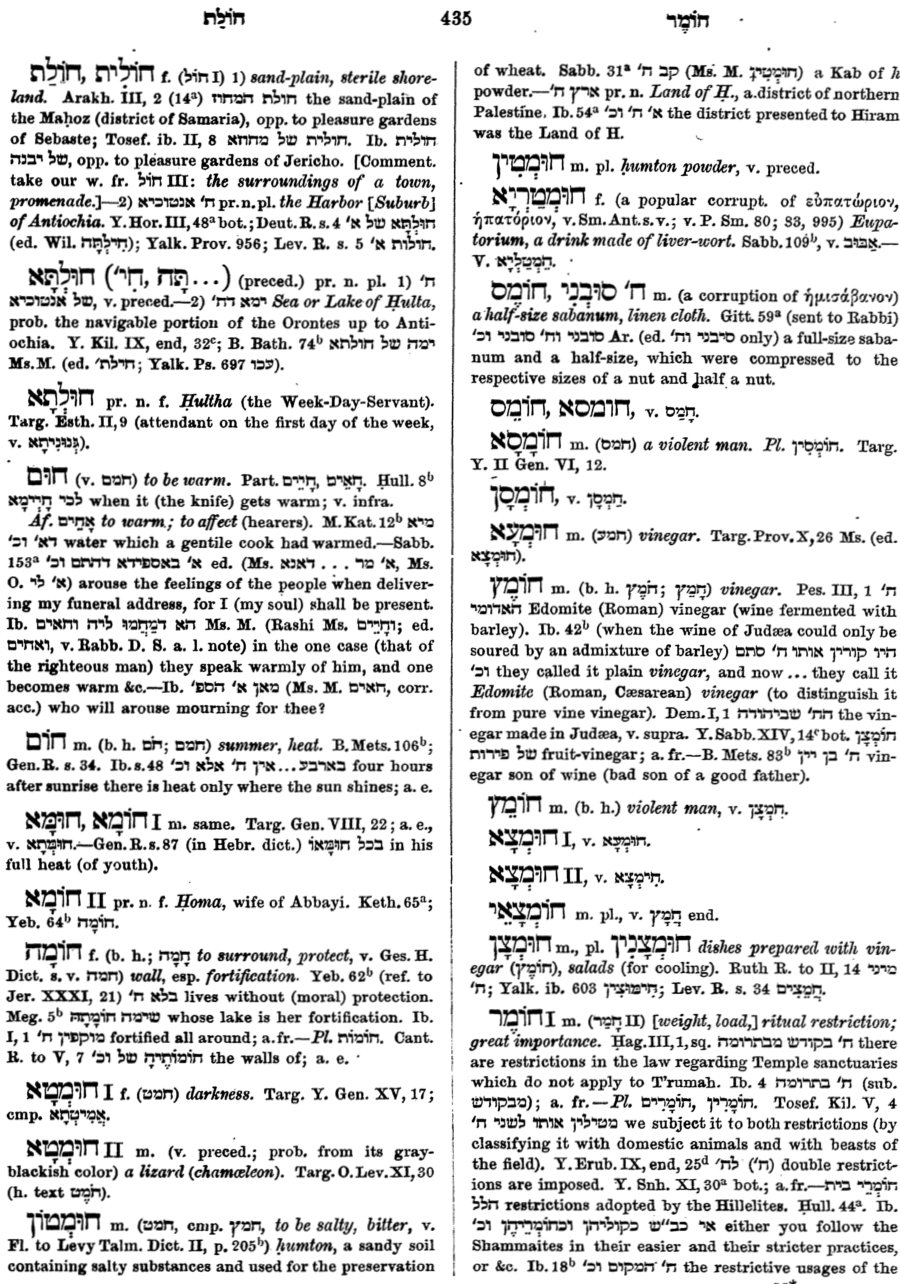 חוֹלַת 435 חוֹמֶר
חוֹלִית, חוֹלַת f. (חוֹל I) 1) sand-plain, sterile shore-
land. Arakh. III, 2 (14ᵃ) חולת המחוז the sand-plain of
the Maḥoz (district of Samaria), opp. to pleasure gardens
of Sebaste; Tosef. ib. II, 8 חולית של מחוזא. Ib. חולית
של יבנה, opp. to pleasure gardens of Jericho. [Comment.
take our w. fr. חוֹל III: the surroundings of a town,
promenade.]—2) ח' אנטוכיא pr. n. pl. the Harbor [Suburb]
of Antiochia. Y. Hor. III, 48ᵃ bot.; Deut. R. s. 4 חוּלְתָּא של א'
(ed. Wil. חֵילָתָהּ); Yalk. Prov. 956; Lev. R. s. 5 חולות א'.
חוּלְתָּא (חִי', תָּה...) (preced.) pr. n. pl. 1) ח'
של אנטוכיא, v. preced.—2) ימא דח' Sea or Lake of Ḥulta,
prob. the navigable portion of the Orontes up to Anti-
ochia. Y. Kil. IX, end, 32ᶜ; B. Bath. 74ᵇ ימה של חולתא
Ms. M. (ed. חילת'; Yalk. Ps. 697 כבו').
חוּלְתָּא pr. n. f. Ḥultha (the Week-Day-Servant).
Targ. Esth. II, 9 (attendant on the first day of the week,
v. גְּנוּנִיתָא).
חוּם (v. חמם) to be warm. Part. חָיֵים, חָאֵים. Ḥull. 8ᵇ
לכי חָיְימָא when it (the knife) gets warm; v. infra.
Af. אָחֵים to warm; to affect (hearers). M. Kat. 12ᵇ מיא
דא' וכ' water which a gentile cook had warmed.—Sabb.
153ᵃ א' באספידא דהתם וכ' ed. (Ms. א' מר ... דאנא, Ms.
O. א' לי) arouse the feelings of the people when deliver-
ing my funeral address, for I (my soul) shall be present.
Ib. הא דמחמו ליה וחאים Ms. M. (Rashi Ms. וחָיֵים; ed.
ואחים, v. Rabb. D. S. a. l. note) in the one case (that of
the righteous man) they speak warmly of him, and one
becomes warm &c.—Ib. מאן א' הספ' (Ms. M. חאים, corr.
acc.) who will arouse mourning for thee?
חוֹם m. (b. h. חֹם; חמם) summer, heat. B. Mets. 106ᵇ;
Gen. R. s. 34. Ib. s. 48 בארבע...אין ח' אלא וכ' four hours
after sunrise there is heat only where the sun shines; a. e.
חוֹמָא, חוּמָּא I m. same. Targ. Gen. VIII, 22; a. e.,
v. חוּמְּתָא.—Gen. R. s. 87 (in Hebr. dict.) בכל חוּמָּאוֹ in his
full heat (of youth).
חוֹמָא II pr. n. f. Ḥoma, wife of Abbayi. Keth. 65ᵃ;
Yeb. 64ᵇ חוֹמָה.
חוֹמָה f. (b. h.; חָמָה to surround, protect, v. Ges. H.
Dict. s. v. חמה) wall, esp. fortification. Yeb. 62ᵇ (ref. to
Jer. XXXI, 21) בלא ח' lives without (moral) protection.
Meg. 5ᵇ שימה חוֹמָתָהּ whose lake is her fortification. Ib.
I, 1 מוקפין ח' fortified all around; a. fr.—Pl. חוֹמוֹת. Cant.
R. to V, 7 חומותיה של וכ' the walls of; a. e.
חוּמְטָא I f. (חמט) darkness. Targ. Y. Gen. XV, 17;
cmp. אֲמִיטְתָא.
חוּמְטָא II m. (v. preced.; prob. from its gray-
blackish color) a lizard (chamæleon). Targ. O. Lev. XI, 30
(h. text חֹמֶט).
חוּמְטוֹן m. (חמט, cmp. חמץ, to be salty, bitter, v.
Fl. to Levy Talm. Dict. II, p. 205ᵇ) ḥumton, a sandy soil
containing salty substances and used for the preservation
of wheat. Sabb. 31ᵃ קב ח' (Ms. M. חוּמְטִין) a Kab of ḥ
powder.—ארץ ח' pr. n. Land of Ḥ., a. district of northern
Palestine. Ib. 54ᵃ א' ח' וכ' the district presented to Hiram
was the Land of H.
חוּמְטִין m. pl. ḥumton powder, v. preced.
חוּמְטְרָיָא f. (a popular corrupt. of εὐπατώριον,
ἡπατόριον, v. Sm. Ant. s. v.; v. P. Sm. 80; 33, 995) Eupa-
torium, a drink made of liver-wort. Sabb. 109ᵇ, v. אַבּוּב.—
V. חֲמִטְלְיָא.
חוֹמֶס, ח' סוּבְנִי m. (a corruption of ἡμισάβανον)
a half-size sabanum, linen cloth. Gitt. 59ᵃ (sent to Rabbi)
סובני וח' סובני וכ' Ar. (ed. סיבני וח' only) a full-size saba-
num and a half-size, which were compressed to the
respective sizes of a nut and half a nut.
חוֹמֵס, חומסא, v. חָמַס.
חוֹמְסָא m. (חמס) a violent man. Pl. חוֹמְסִין. Targ.
Y. II Gen. VI, 12.
חוֹמְסָן, v. חַמְסָן.
חוּמְעָא m. (חמע) vinegar. Targ. Prov. X, 26 Ms. (ed.
חוּמְצָא).
חוֹמֶץ m. (b. h. חֹמֶץ; חָמֵץ) vinegar. Pes. III, 1 ח'
האדומי Edomite (Roman) vinegar (wine fermented with
barley). Ib. 42ᵇ (when the wine of Judæa could only be
soured by an admixture of barley) היו קורין אותו ח' סתם
וכ' they called it plain vinegar, and now ... they call it
Edomite (Roman, Cæsarean) vinegar (to distinguish it
from pure vine vinegar). Dem. I, 1 הח' שביהודה the vin-
egar made in Judæa, v. supra. Y. Sabb. XIV, 14ᶜ bot. חוֹמְצָן
של פירות fruit-vinegar; a. fr.—B. Mets. 83ᵇ ח' בן יין vin-
egar son of wine (bad son of a good father).
חוֹמֵץ m. (b. h.) violent man, v. חַמְצָן.
חוּמְצָא I, v. חוּמְעָא.
חוּמְצָא II, v. חִימְצָא.
חוֹמְצָאֵי m. pl., v. חָמֵץ end.
חוּמְצָן m., pl. חוּמְצָנִין dishes prepared with vin-
egar (חוֹמֶץ), salads (for cooling). Ruth R. to II, 14 מיני
ח'; Yalk. ib. 603 חִימוּצִין; Lev. R. s. 34 חֲמֵצִים.
חוֹמֶר I m. (חָמַר II) [weight, load,] ritual restriction;
great importance. Ḥag. III, 1, sq. ח' בקודש מבתרומה there
are restrictions in the law regarding Temple sanctuaries
which do not apply to T'rumah. Ib. 4 ח' בתרומה (sub.
מבקודש); a. fr.—Pl. חוֹמָרִין, חוֹמָרִים. Tosef. Kil. V, 4
מטילין אותו לשני ח' we subject it to both restrictions (by
classifying it with domestic animals and with beasts of
the field). Y. Erub. IX, end, 25ᵈ לח' (ח') double restrict-
ions are imposed. Y. Snh. XI, 30ᵃ bot.; a. fr.—חוֹמְרֵי בית
הלל restrictions adopted by the Hillelites. Ḥull. 44ᵃ. Ib.
אי כב"ש כקוליהן וכחוֹמְרֵיהֶן וכ' either you follow the
Shammaites in their easier and their stricter practices,
or &c. Ib. 18ᵇ ח' המקום וכ' the restrictive usages of the